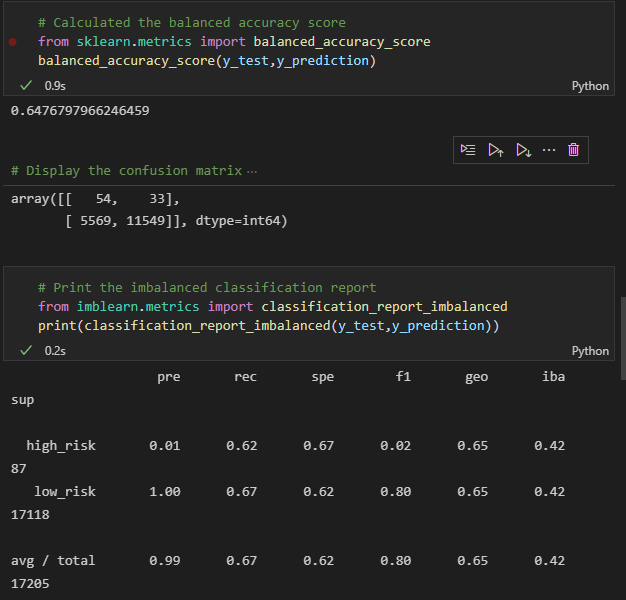 # Calculated the balanced accuracy score
from sklearn.metrics import balanced_accuracy_score
balanced_accuracy_score(y_test,y_prediction)
0.9s
Python
0.6476797966246459
# Display the confusion matrix ···
array([[   54,    33],
       [ 5569, 11549]], dtype=int64)
# Print the imbalanced classification report
from imblearn.metrics import classification_report_imbalanced
print(classification_report_imbalanced(y_test,y_prediction))
0.2s
Python
pre rec spe f1 geo iba
sup
high_risk 0.01 0.62 0.67 0.02 0.65 0.42
87
low_risk 1.00 0.67 0.62 0.80 0.65 0.42
17118
avg / total 0.99 0.67 0.62 0.80 0.65 0.42
17205